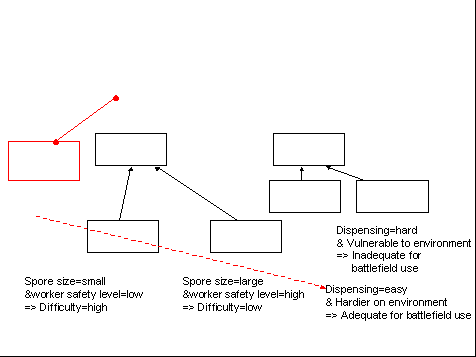 Dispensing=hard
& Vulnerable to environment
=> Inadequate for
battlefield use
Spore size=small
&worker safety level=low
=> Difficulty=high
Spore size=large
&worker safety level=high
=> Difficulty=low
Dispensing=easy
& Hardier on environment
=> Adequate for battlefield use